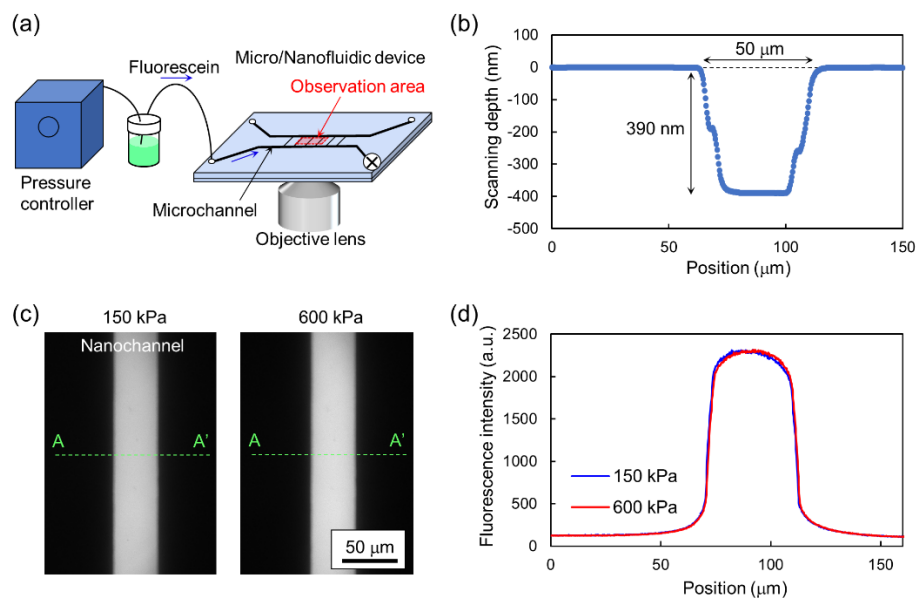 (a)
Micro/Nanofluidic device
Fluorescein
Observation area
Pressure
controller
Microchannel
Objective lens
(b)
100
0
-100
-200
-300
-400
-500
Scanning depth (nm)
50 μm
390 nm
0
50
100
150
Position (μm)
(c)
150 kPa
600 kPa
Nanochannel
A
A'
A
A'
50 μm
(d)
2500
2000
1500
1000
500
0
Fluorescence intensity (a.u.)
150 kPa
600 kPa
0
50
100
150
Position (μm)